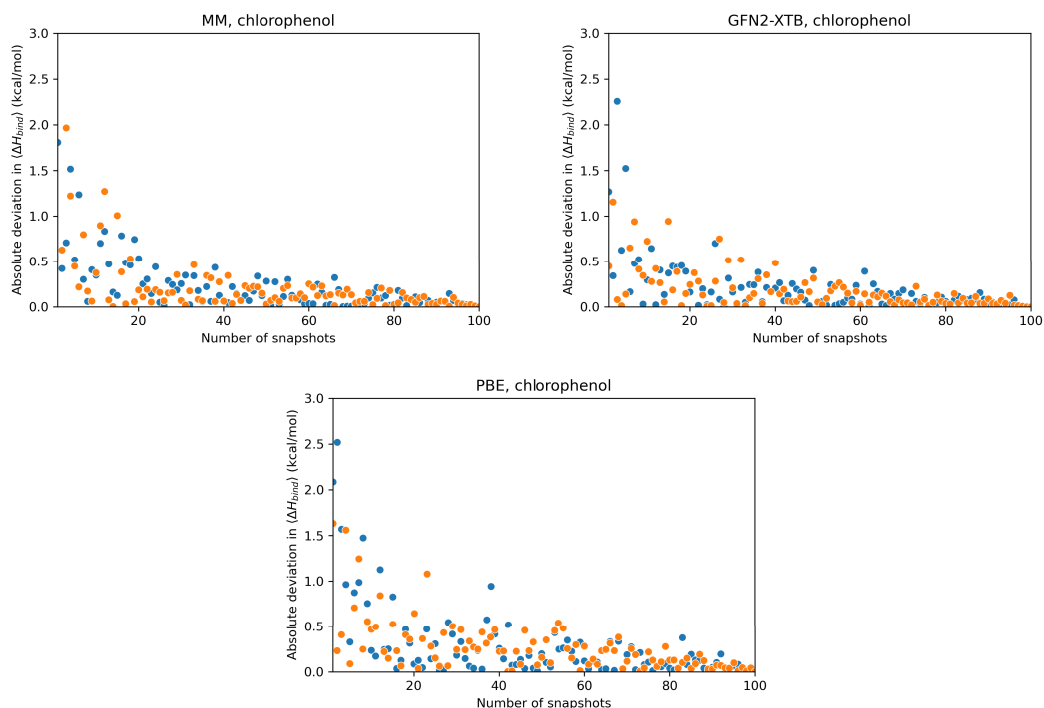 MM, chlorophenol
3.0
2.5
2.0
1.5
1.0
0.5
0.0
Absolute deviation in ⟨ΔH_bind⟩ (kcal/mol)
20 40 60 80 100
Number of snapshots
GFN2-XTB, chlorophenol
3.0
2.5
2.0
1.5
1.0
0.5
0.0
Absolute deviation in ⟨ΔH_bind⟩ (kcal/mol)
20 40 60 80 100
Number of snapshots
PBE, chlorophenol
3.0
2.5
2.0
1.5
1.0
0.5
0.0
Absolute deviation in ⟨ΔH_bind⟩ (kcal/mol)
20 40 60 80 100
Number of snapshots